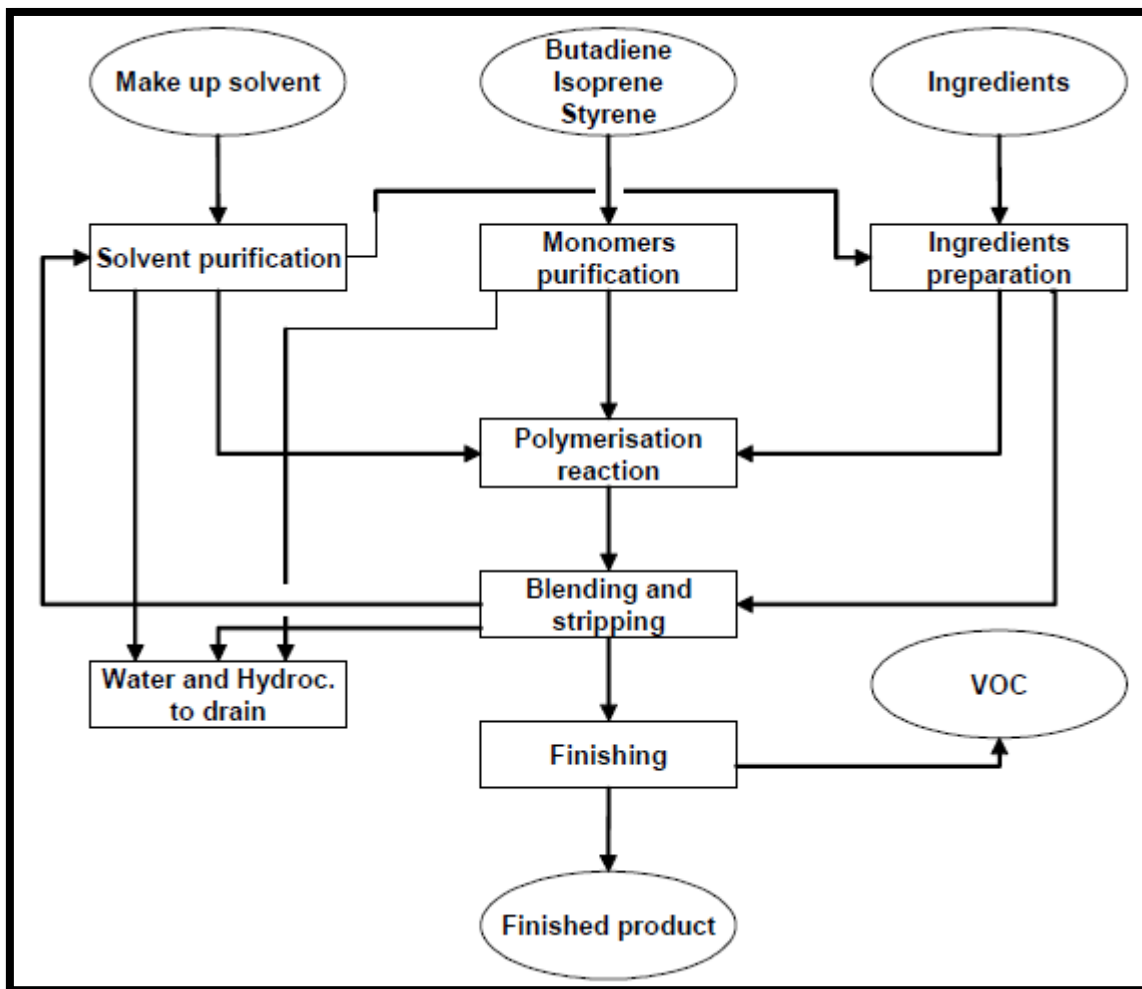 Make up solvent
Butadiene
Isoprene
Styrene
Ingredients
Solvent purification
Monomers
purification
Ingredients
preparation
Polymerisation
reaction
Blending and
stripping
Water and Hydroc.
to drain
VOC
Finishing
Finished product